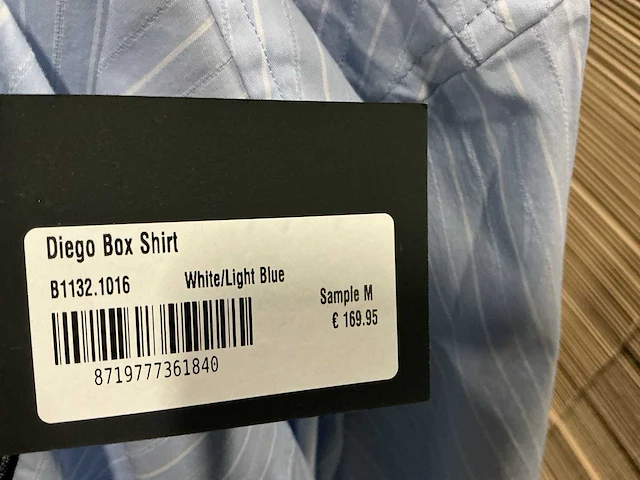 Diego Box Shirt
B1132.1016 White/Light Blue
Sample M
€ 169.95
8719777361840